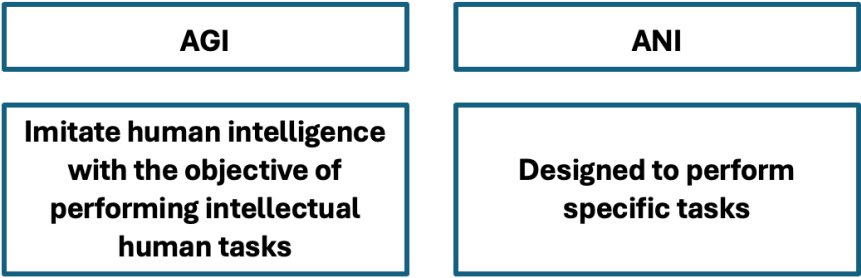 AGI
ANI
Imitate human intelligence
with the objective of
performing intellectual
human tasks
Designed to perform
specific tasks